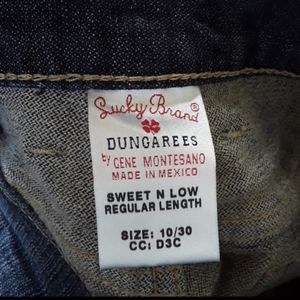 Lucky Brand®
DUNGAREES
by GENE MONTESANO
MADE IN MEXICO
SWEET N LOW
REGULAR LENGTH
SIZE: 10/30
CC: D3C